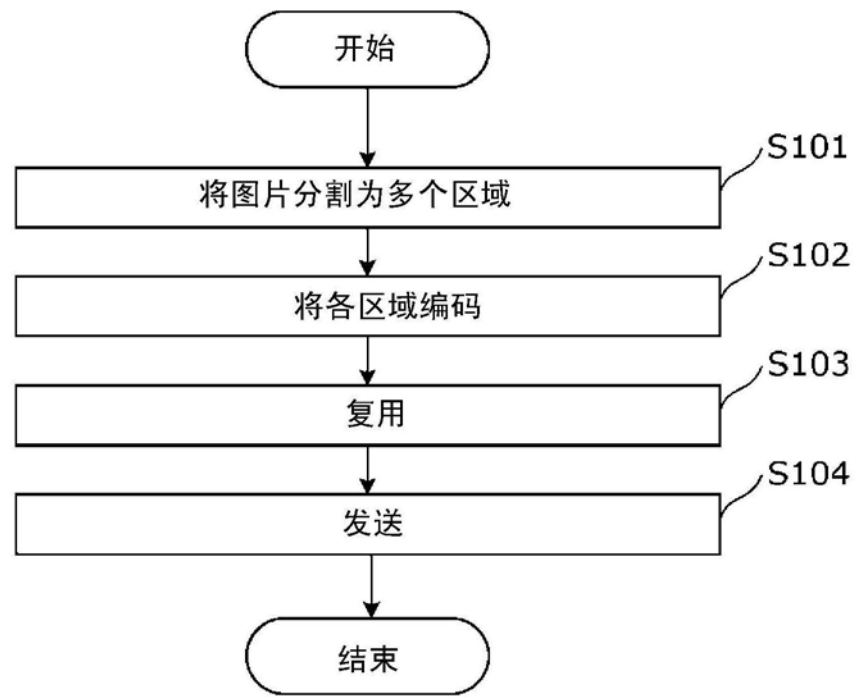 开始
S101
将图片分割为多个区域
S102
将各区域编码
S103
复用
S104
发送
结束